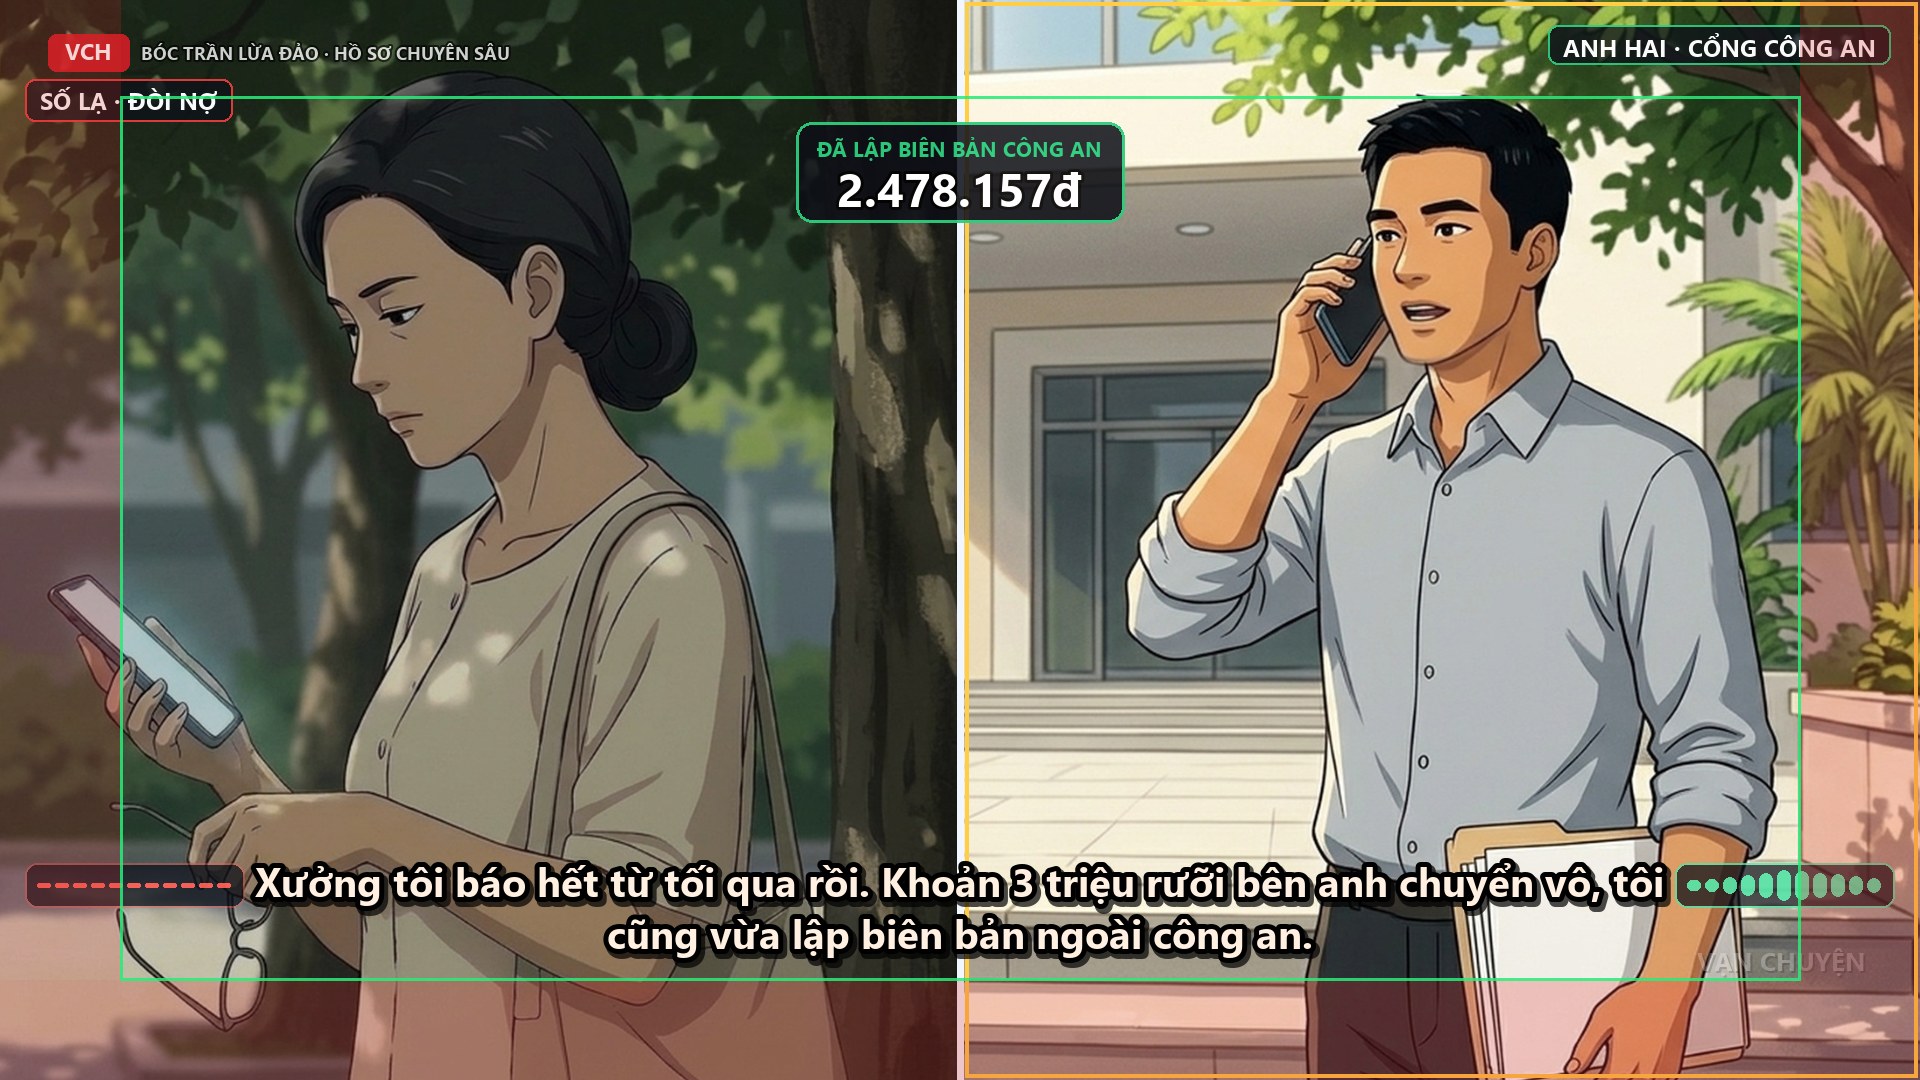 VCH BÓC TRẦN LỪA ĐẢO · HỒ SƠ CHUYÊN SÂU
ANH HAI · CỔNG CÔNG AN
SỐ LẠ · ĐÒI NỢ
ĐÃ LẬP BIÊN BẢN CÔNG AN
2.478.157đ
Xưởng tôi báo hết từ tối qua rồi. Khoản 3 triệu rưỡi bên anh chuyển vô, tôi
cũng vừa lập biên bản ngoài công an.
VẠN CHUYỆN